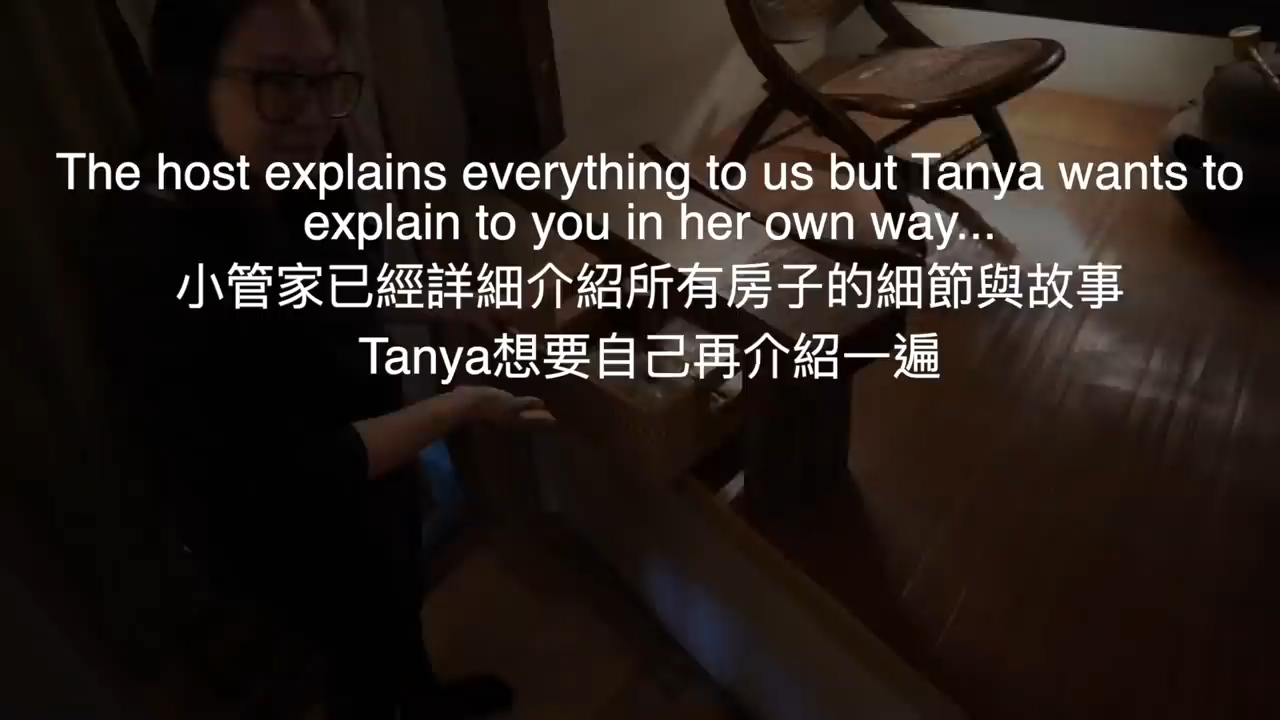 The host explains everything to us but Tanya wants to
explain to you in her own way...
小管家已經詳細介紹所有房子的細節與故事
Tanya想要自己再介紹一遍